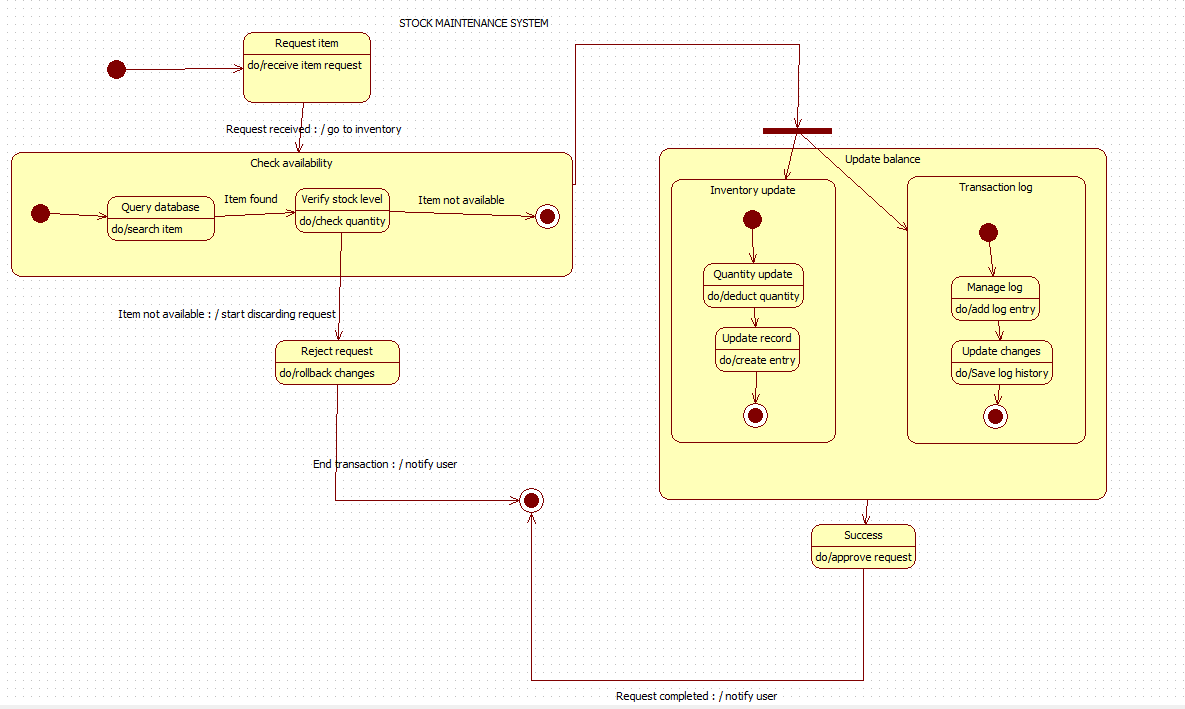 STOCK MAINTENANCE SYSTEM
Request item
do/receive item request
Request received : / go to inventory
Check availability
Query database
do/search item
Item found
Verify stock level
do/check quantity
Item not available
Item not available : / start discarding request
Reject request
do/rollback changes
End transaction : / notify user
Update balance
Inventory update
Quantity update
do/deduct quantity
Update record
do/create entry
Transaction log
Manage log
do/add log entry
Update changes
do/Save log history
Success
do/approve request
Request completed : / notify user